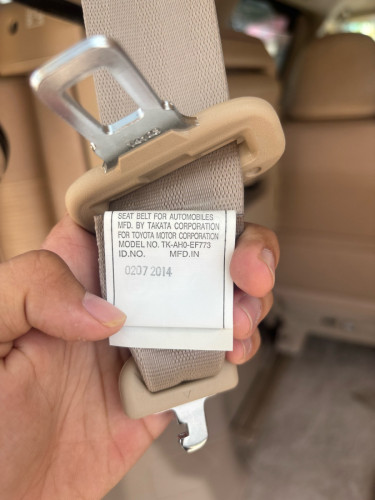 TAKATA
SEAT BELT FOR AUTOMOBILES
MFD. BY TAKATA CORPORATION
FOR TOYOTA MOTOR CORPORATION
MODEL NO. TK-AH0-EF773
ID.NO. MFD.IN
0207 2014